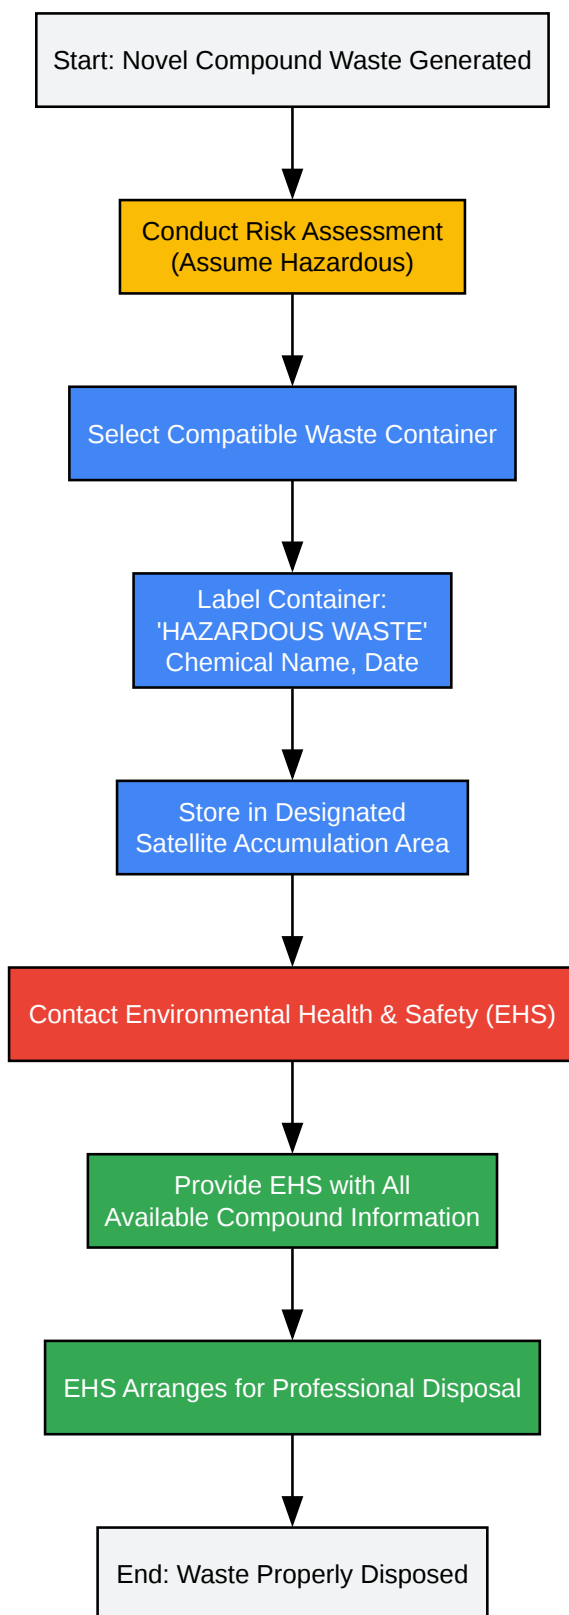 Start: Novel Compound Waste Generated
Conduct Risk Assessment
(Assume Hazardous)
Select Compatible Waste Container
Label Container:
'HAZARDOUS WASTE'
Chemical Name, Date
Store in Designated
Satellite Accumulation Area
Contact Environmental Health & Safety (EHS)
Provide EHS with All
Available Compound Information
EHS Arranges for Professional Disposal
End: Waste Properly Disposed